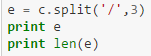 e = c.split('/',3)
print e
print len(e)